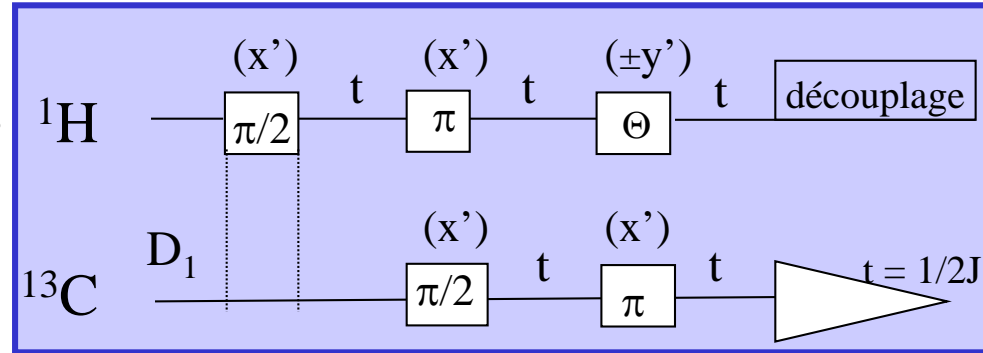 (x’) (x’) (±y’)
¹H π/2 t π t Θ t découplage
(x’) (x’)
D₁
¹³C π/2 t π t t = 1/2J